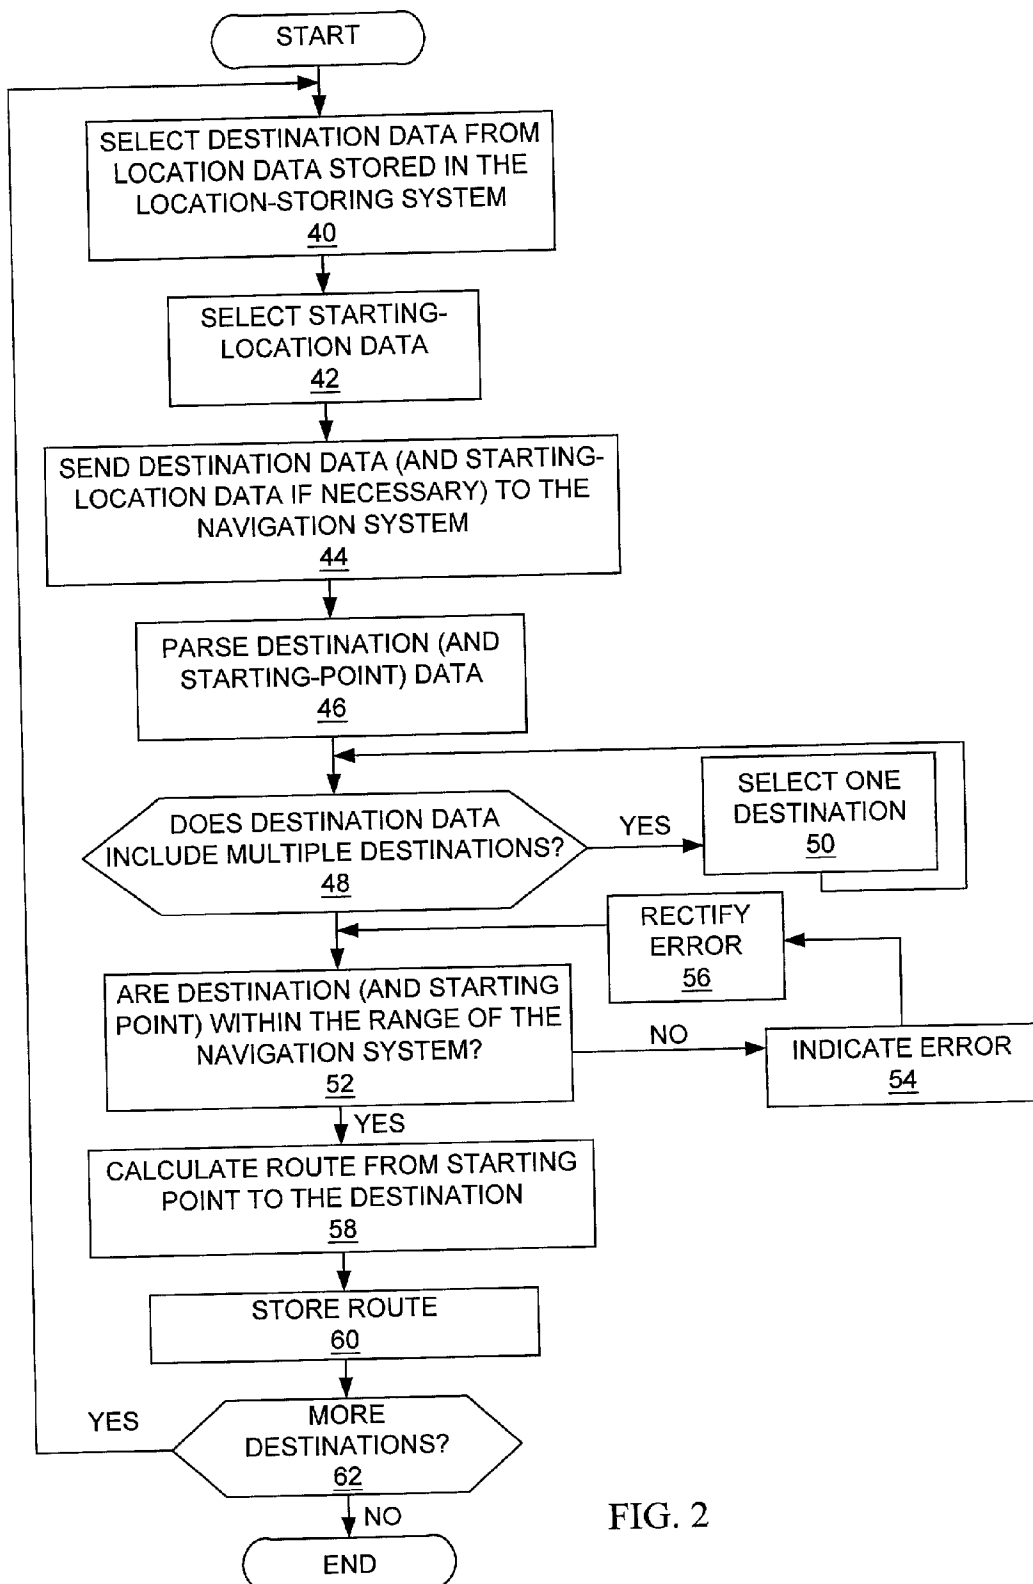 START
SELECT DESTINATION DATA FROM
LOCATION DATA STORED IN THE
LOCATION-STORING SYSTEM
40
SELECT STARTING-
LOCATION DATA
42
SEND DESTINATION DATA (AND STARTING-
LOCATION DATA IF NECESSARY) TO THE
NAVIGATION SYSTEM
44
PARSE DESTINATION (AND
STARTING-POINT) DATA
46
DOES DESTINATION DATA
INCLUDE MULTIPLE DESTINATIONS?
48
YES
SELECT ONE
DESTINATION
50
RECTIFY
ERROR
56
ARE DESTINATION (AND STARTING
POINT) WITHIN THE RANGE OF THE
NAVIGATION SYSTEM?
52
NO
INDICATE ERROR
54
YES
CALCULATE ROUTE FROM STARTING
POINT TO THE DESTINATION
58
STORE ROUTE
60
YES
MORE
DESTINATIONS?
62
NO
END
FIG. 2